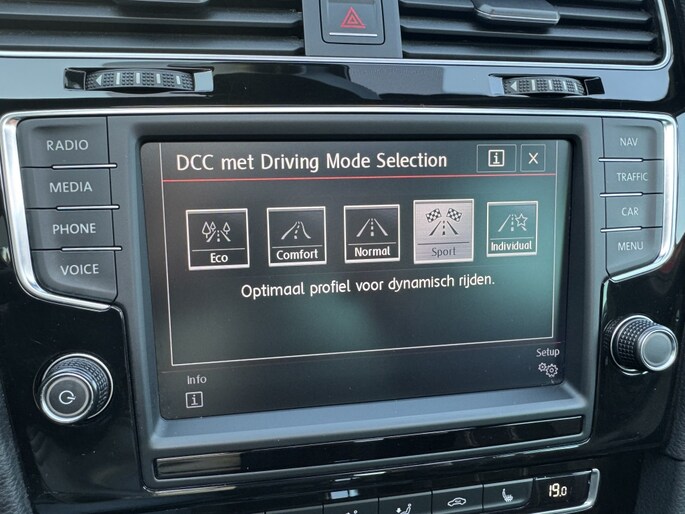 RADIO
MEDIA
PHONE
VOICE
DCC met Driving Mode Selection
i X
Eco Comfort Normal Sport Individual
Optimaal profiel voor dynamisch rijden.
Info
i
Setup
NAV
TRAFFIC
CAR
MENU
19.0